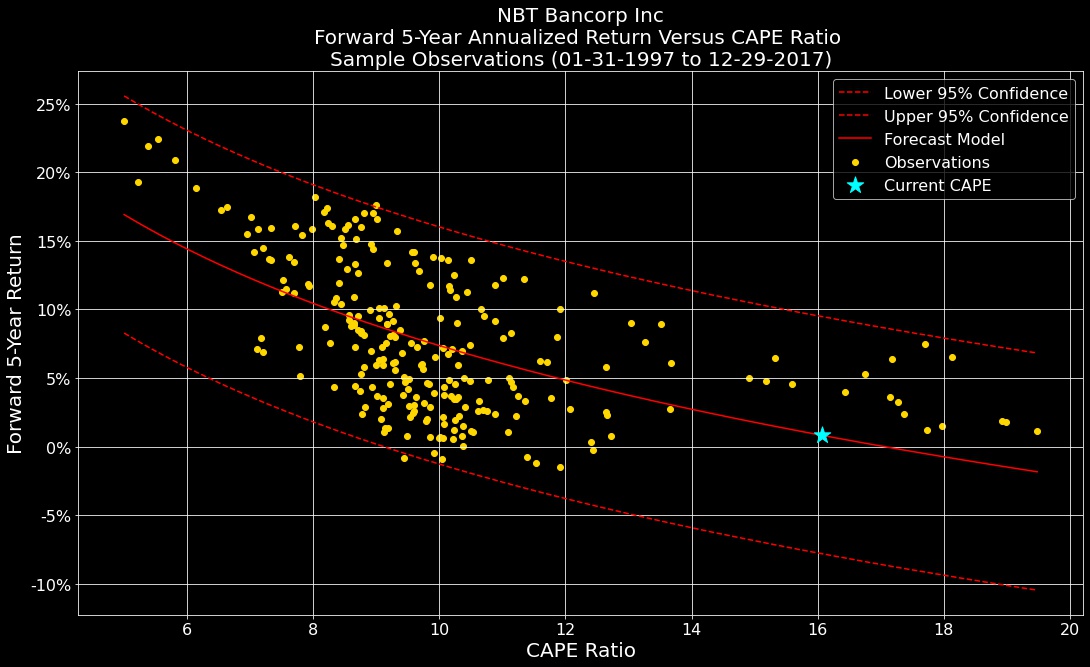 NBT Bancorp Inc
Forward 5-Year Annualized Return Versus CAPE Ratio
Sample Observations (01-31-1997 to 12-29-2017)
Lower 95% Confidence
Upper 95% Confidence
Forecast Model
Observations
Current CAPE
Forward 5-Year Return
25%
20%
15%
10%
5%
0%
-5%
-10%
6 8 10 12 14 16 18 20
CAPE Ratio